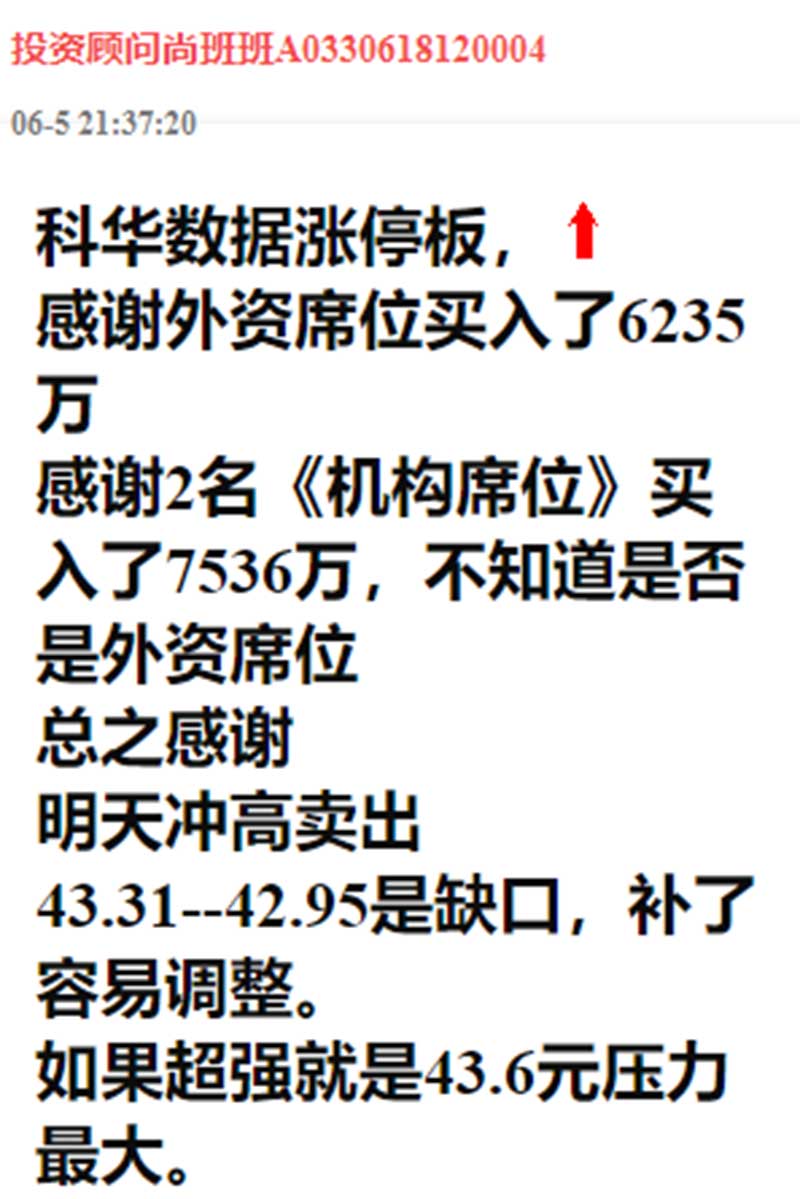 投资顾问尚班班A0330618120004
06-5 21:37:20
科华数据涨停板，
感谢外资席位买入了6235
万
感谢2名《机构席位》买
入了7536万，不知道是否
是外资席位
总之感谢
明天冲高卖出
43.31--42.95是缺口，补了
容易调整。
如果超强就是43.6元压力
最大。